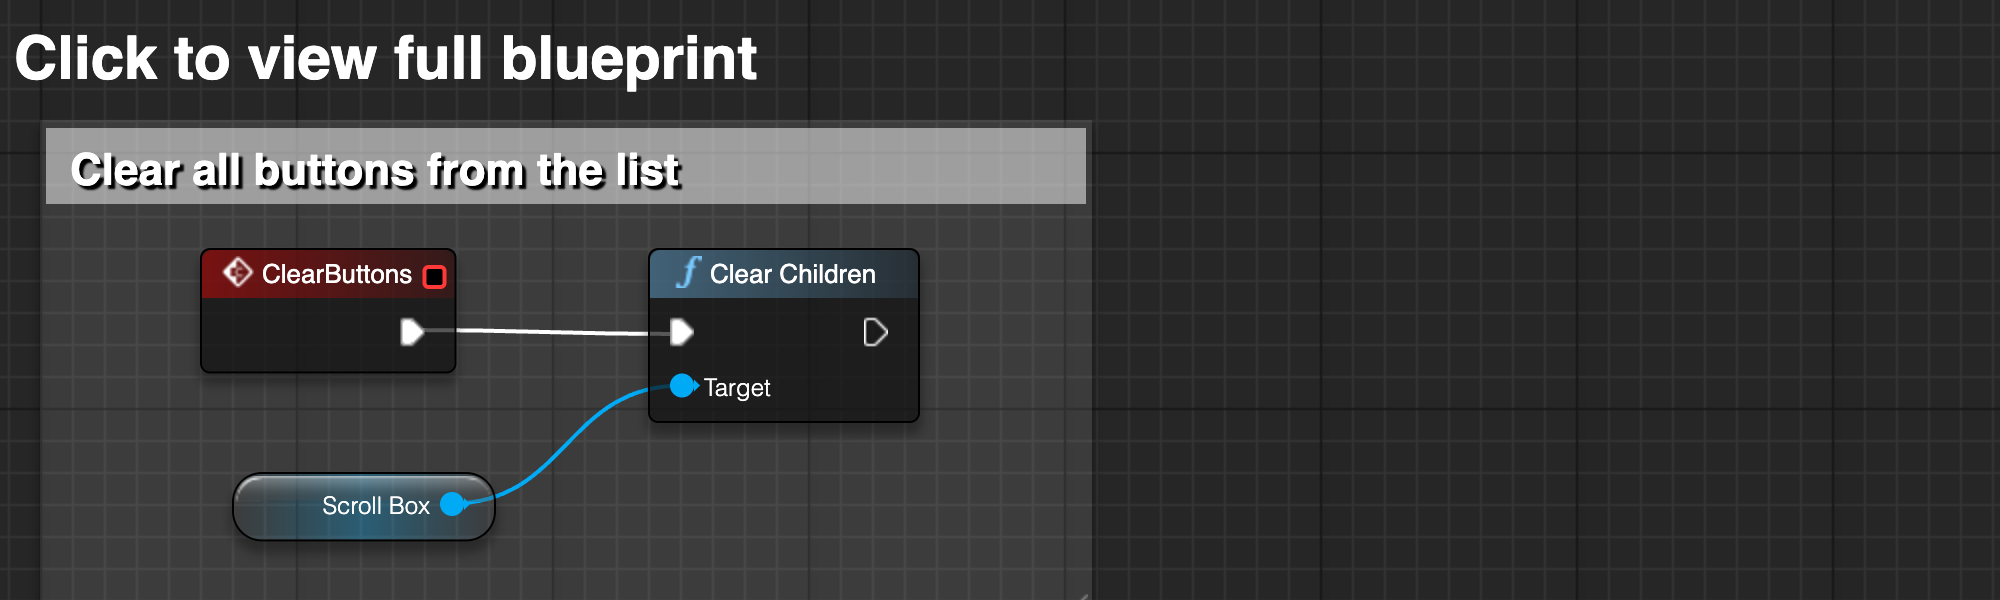 Click to view full blueprint
Clear all buttons from the list
ClearButtons
Clear Children
Target
Scroll Box